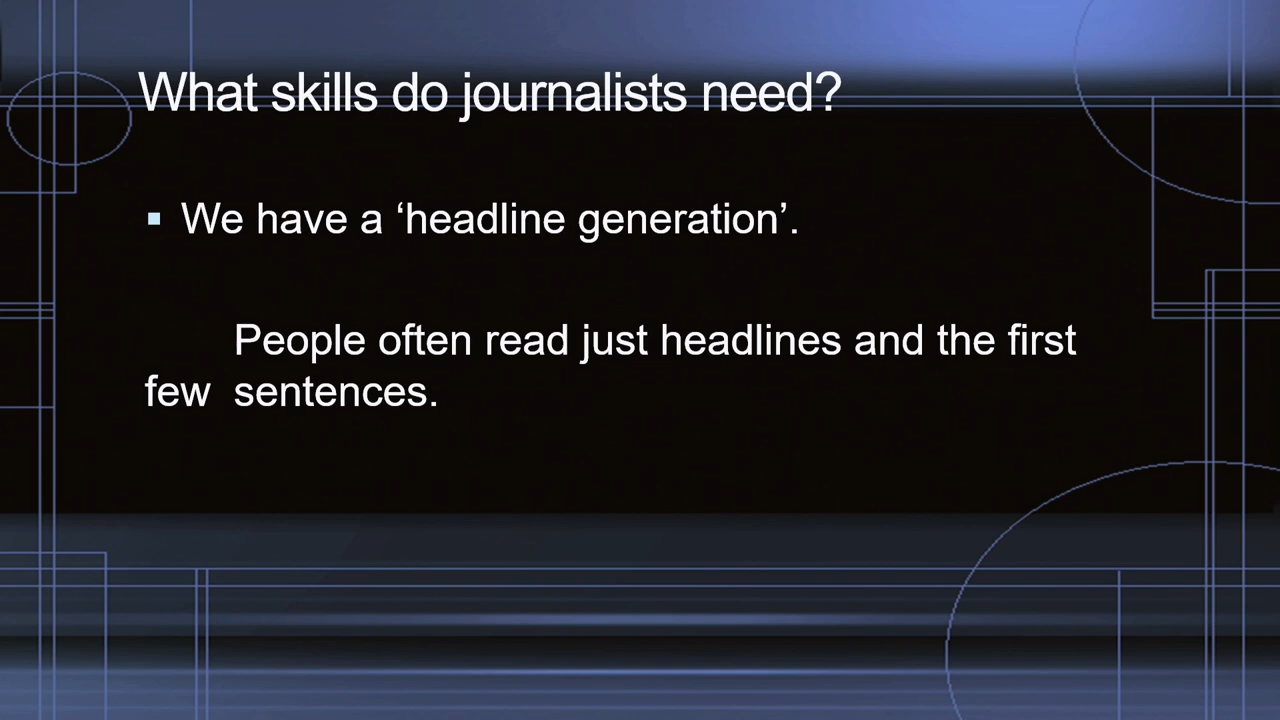 What skills do journalists need?
▪ We have a ‘headline generation’.
People often read just headlines and the first
few sentences.